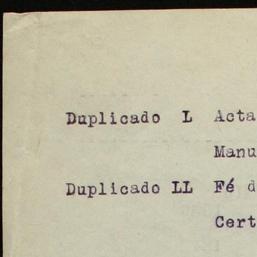 Duplicado L Acta
Manu
Duplicado LL Fé d
Cert